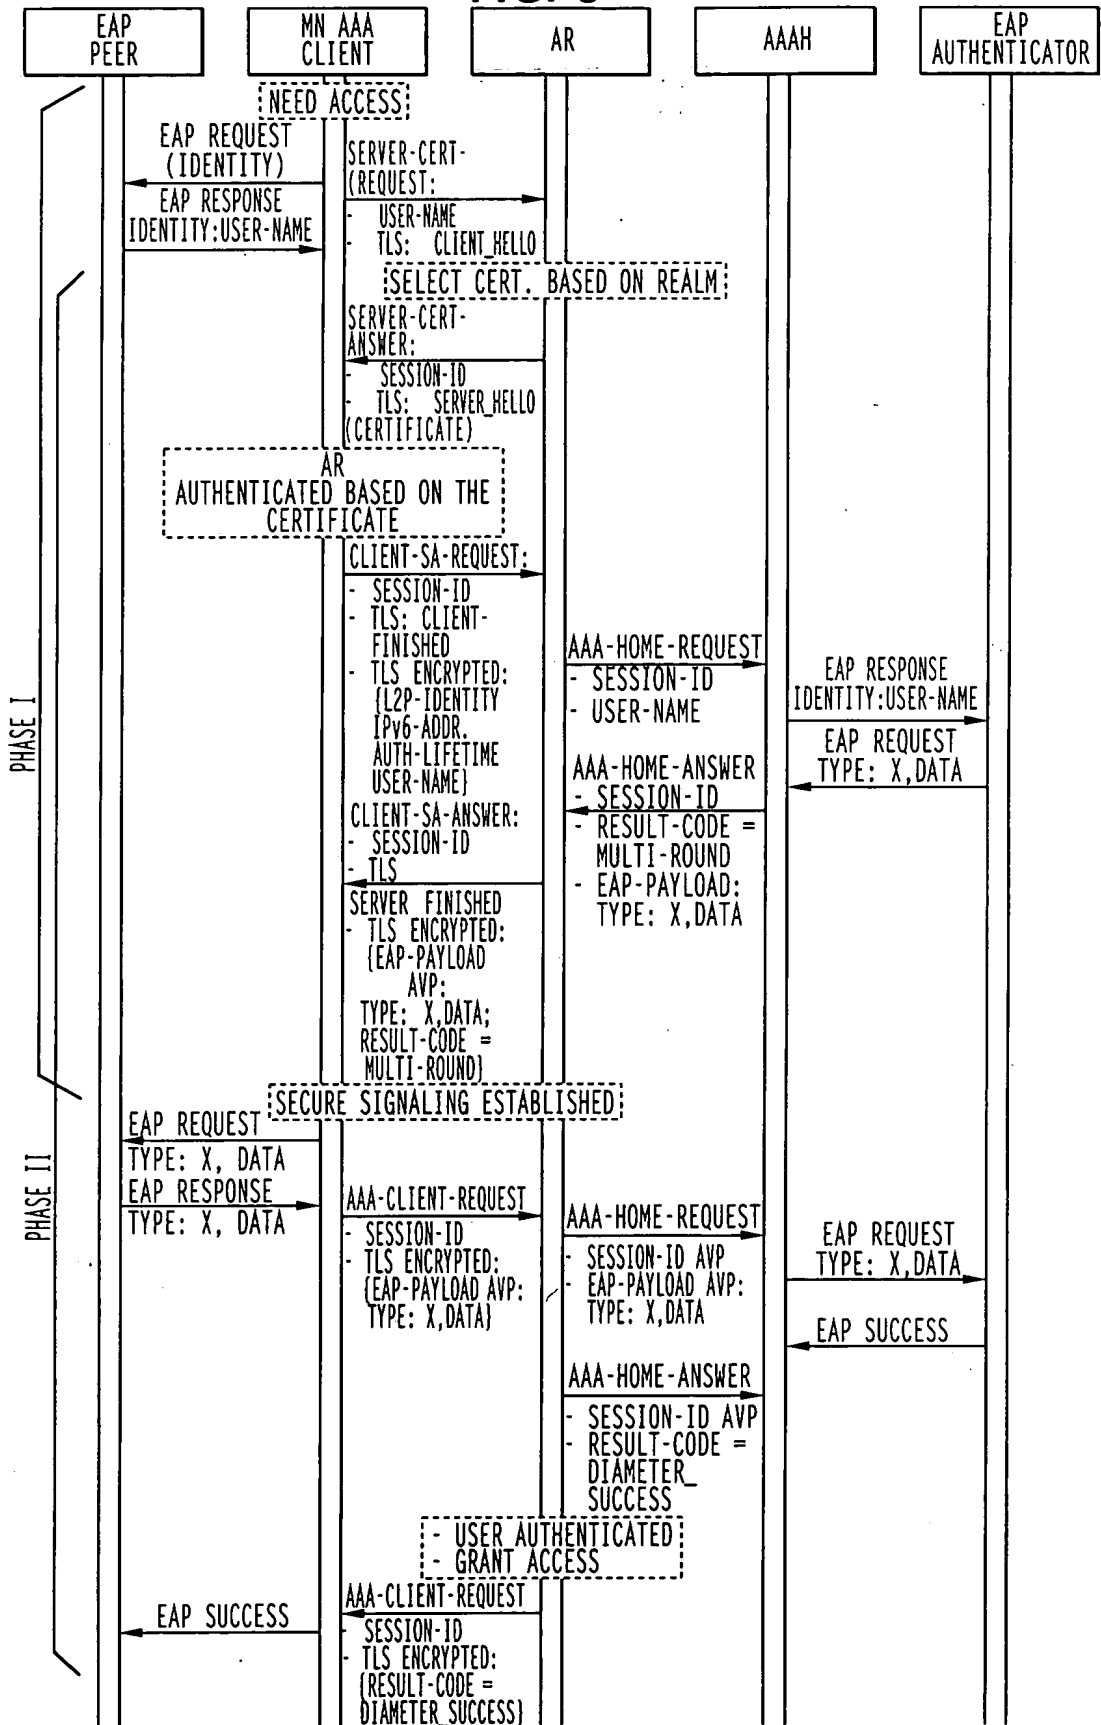 EAP
PEER
MN AAA
CLIENT
AR
AAAH
EAP
AUTHENTICATOR
NEED ACCESS
EAP REQUEST
(IDENTITY)
SERVER-CERT-
(REQUEST:
EAP RESPONSE
IDENTITY:USER-NAME
- USER-NAME
- TLS: CLIENT_HELLO
SELECT CERT. BASED ON REALM
SERVER-CERT-
ANSWER:
- SESSION-ID
- TLS: SERVER_HELLO
(CERTIFICATE)
AR
AUTHENTICATED BASED ON THE
CERTIFICATE
CLIENT-SA-REQUEST:
- SESSION-ID
- TLS: CLIENT-
FINISHED
- TLS ENCRYPTED:
{L2P-IDENTITY
IPv6-ADDR.
AUTH-LIFETIME
USER-NAME}
AAA-HOME-REQUEST
- SESSION-ID
- USER-NAME
EAP RESPONSE
IDENTITY:USER-NAME
EAP REQUEST
TYPE: X,DATA
AAA-HOME-ANSWER
- SESSION-ID
- RESULT-CODE =
MULTI-ROUND
- EAP-PAYLOAD:
TYPE: X,DATA
CLIENT-SA-ANSWER:
- SESSION-ID
- TLS
SERVER FINISHED
- TLS ENCRYPTED:
{EAP-PAYLOAD
AVP:
TYPE: X,DATA;
RESULT-CODE =
MULTI-ROUND}
PHASE I
SECURE SIGNALING ESTABLISHED
PHASE II
EAP REQUEST
TYPE: X, DATA
EAP RESPONSE
TYPE: X, DATA
AAA-CLIENT-REQUEST
- SESSION-ID
- TLS ENCRYPTED:
{EAP-PAYLOAD AVP:
TYPE: X,DATA}
AAA-HOME-REQUEST
- SESSION-ID AVP
- EAP-PAYLOAD AVP:
TYPE: X,DATA
EAP REQUEST
TYPE: X,DATA
EAP SUCCESS
AAA-HOME-ANSWER
- SESSION-ID AVP
- RESULT-CODE =
DIAMETER_
SUCCESS
- USER AUTHENTICATED
- GRANT ACCESS
AAA-CLIENT-REQUEST
EAP SUCCESS
- SESSION-ID
- TLS ENCRYPTED:
{RESULT-CODE =
DIAMETER_SUCCESS}